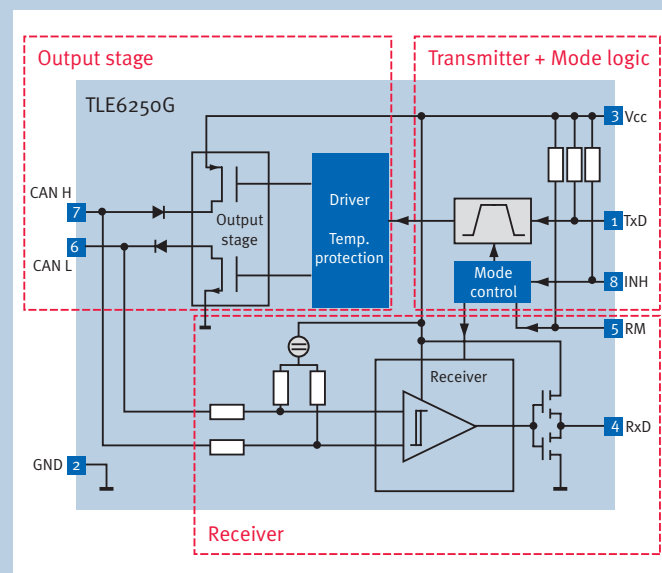 Output stage
Transmitter + Mode logic
TLE6250G
3 Vcc
CAN H
7
Driver
Temp.
protection
Output
stage
1 TxD
6
CAN L
Mode
control
8 INH
5 RM
Receiver
4 RxD
GND 2
Receiver